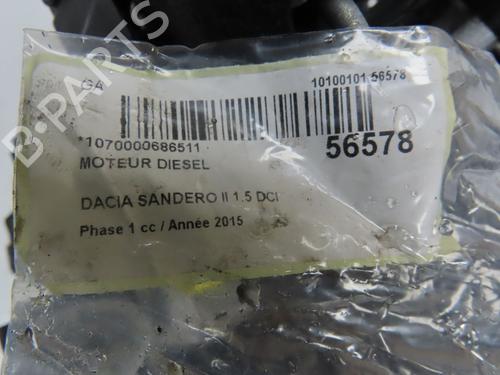 GA
10100101 56578
*1070000686511
56578
MOTEUR DIESEL
DACIA SANDERO II 1.5 DCI
Phase 1 cc / Année 2015
B-PARTS